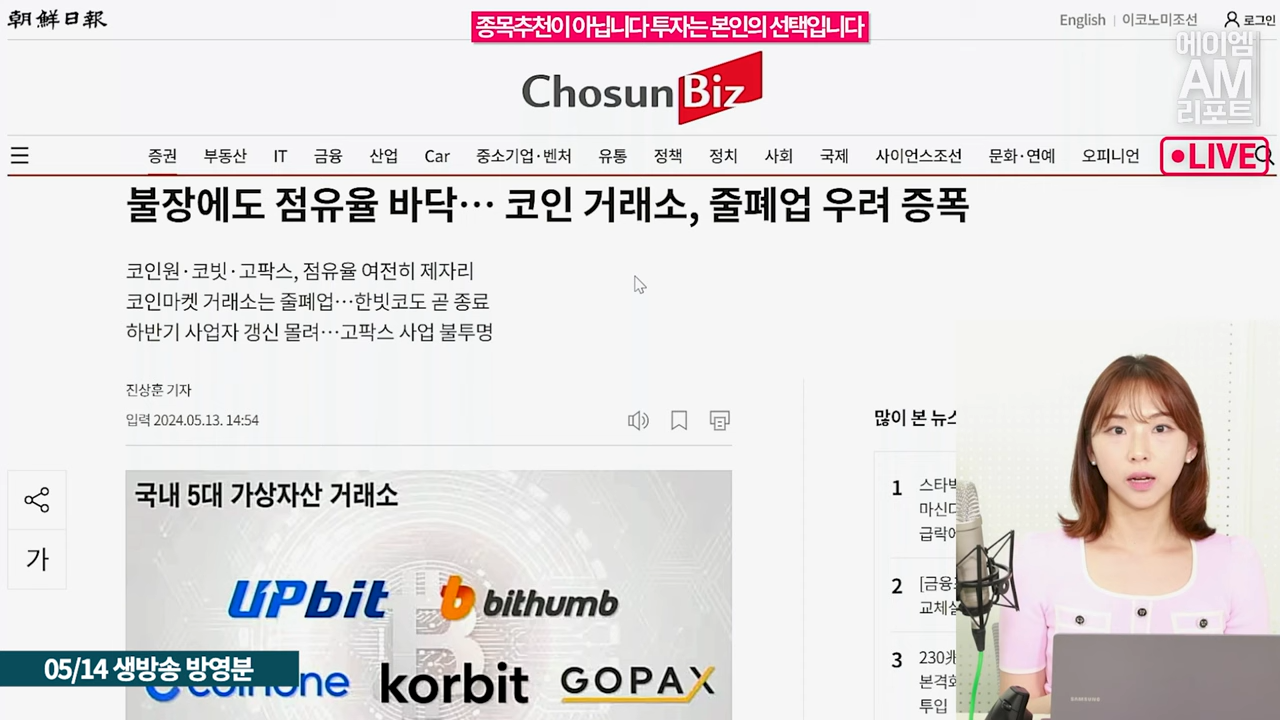 朝鮮日報
종목추천이 아닙니다 투자는 본인의 선택입니다
English 이코노미조선 로그인
에이엠
AM
리포트
ChosunBiz
증권 부동산 IT 금융 산업 Car 중소기업·벤처 유통 정책 정치 사회 국제 사이언스조선 문화·연예 오피니언
LIVE
불장에도 점유율 바닥… 코인 거래소, 줄폐업 우려 증폭
코인원·코빗·고팍스, 점유율 여전히 제자리
코인마켓 거래소는 줄폐업…한빗코도 곧 종료
하반기 사업자 갱신 몰려…고팍스 사업 불투명
진상훈 기자
입력 2024.05.13. 14:54
많이 본 뉴스
가
국내 5대 가상자산 거래소
UPbit bithumb
coinone korbit GOPAX
1
급락
2 [금융
교체
3 230兆
본격화
투입
05/14 생방송 방영분
SAMSUNG